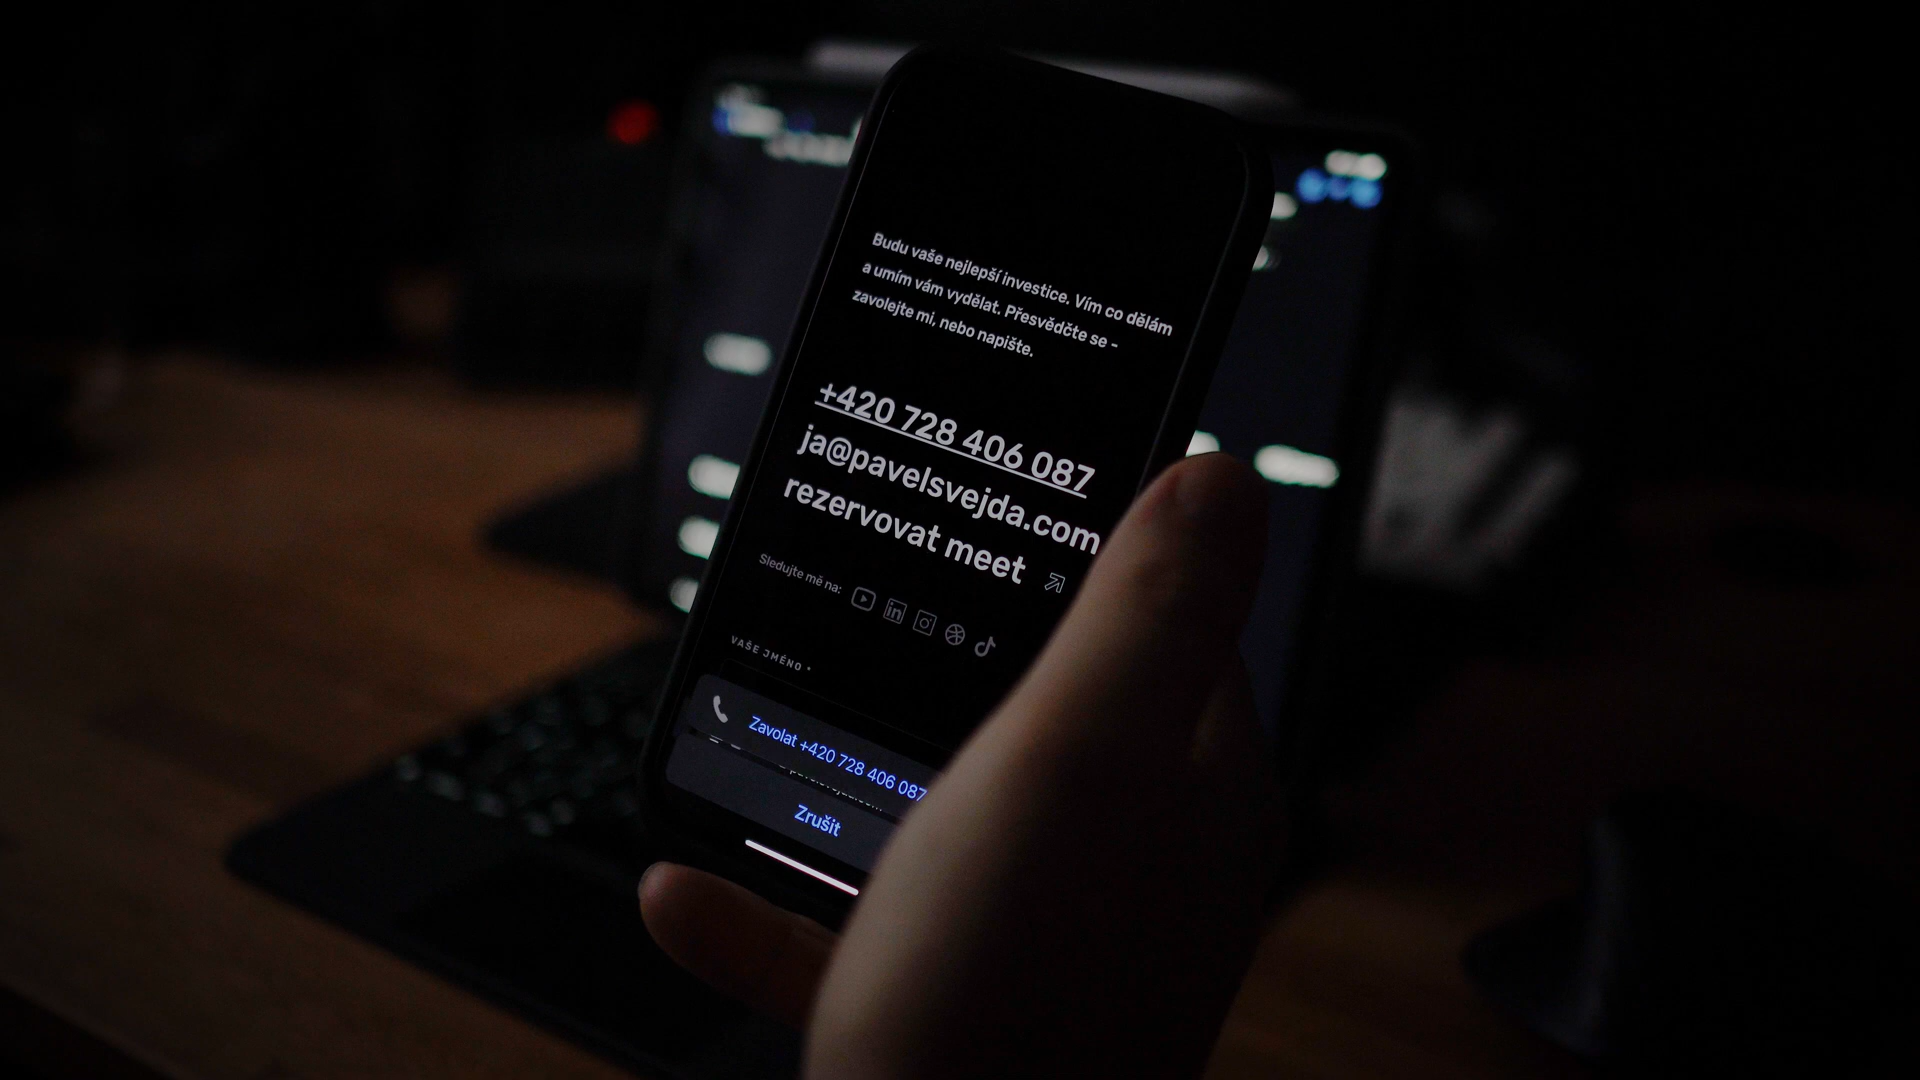 Budu vaše nejlepší investice. Vím co dělám
a umím vám vydělat. Přesvědčte se -
zavolejte mi, nebo napište.
+420 728 406 087
ja@pavelsvejda.com
rezervovat meet
Sledujte mě na:
VAŠE JMÉNO *
Zavolat +420 728 406 087
Zrušit